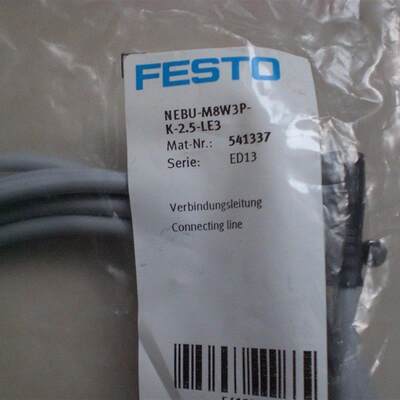 FESTO
NEBU-M8W3P-
K-2.5-LE3
Mat-Nr.: 541337
Serie: ED13
Verbindungsleitung
Connecting line